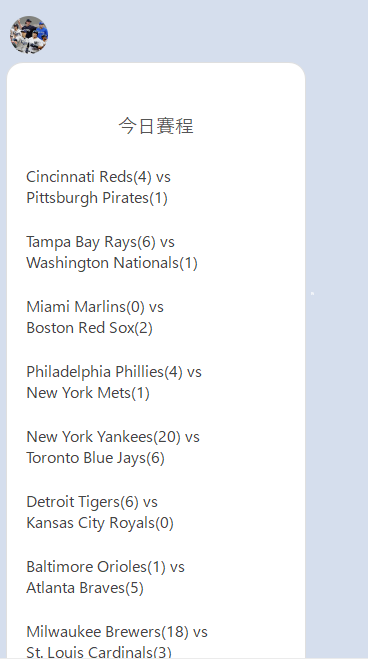 今日賽程
Cincinnati Reds(4) vs
Pittsburgh Pirates(1)
Tampa Bay Rays(6) vs
Washington Nationals(1)
Miami Marlins(0) vs
Boston Red Sox(2)
Philadelphia Phillies(4) vs
New York Mets(1)
New York Yankees(20) vs
Toronto Blue Jays(6)
Detroit Tigers(6) vs
Kansas City Royals(0)
Baltimore Orioles(1) vs
Atlanta Braves(5)
Milwaukee Brewers(18) vs
St. Louis Cardinals(3)